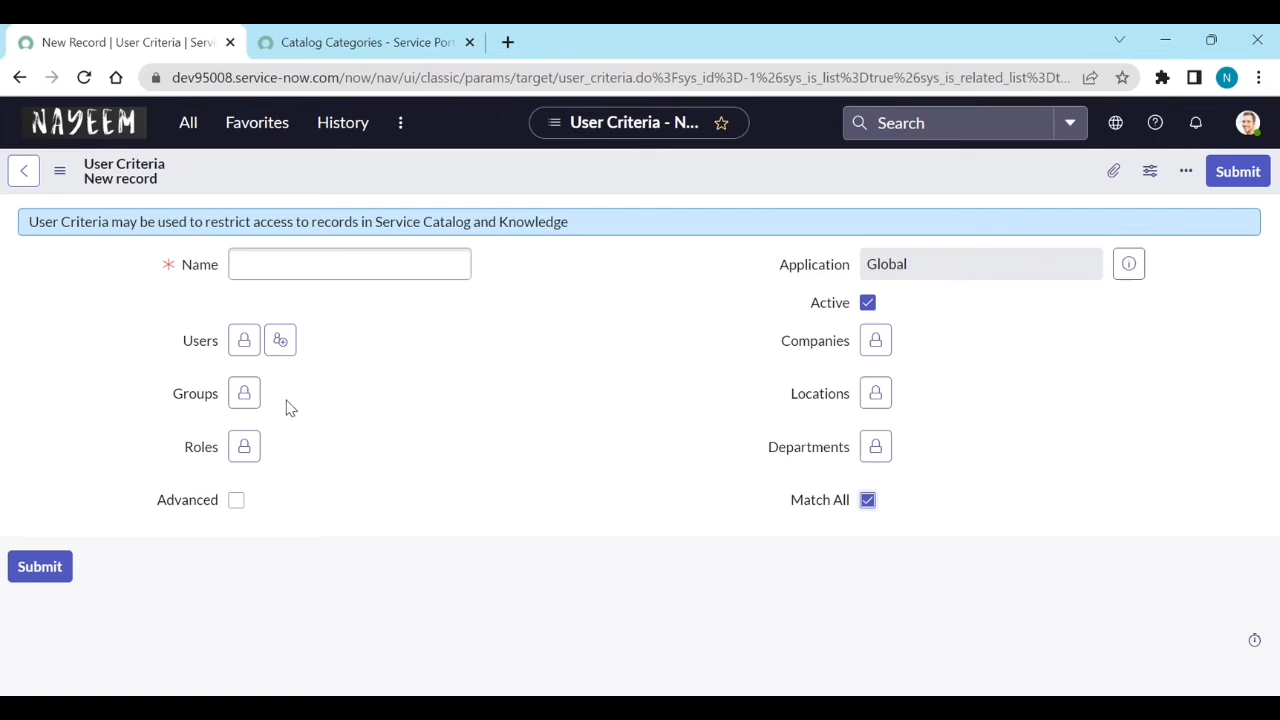 New Record | User Criteria | Serv
Catalog Categories - Service Port
dev95008.service-now.com/now/nav/ui/classic/params/target/user_criteria.do%3Fsys_id%3D-1%26sys_is_list%3Dtrue%26sys_is_related_list%3Dt...
N
NAYEEM
All
Favorites
History
User Criteria - N...
Search
User Criteria
New record
Submit
User Criteria may be used to restrict access to records in Service Catalog and Knowledge
* Name
Application
Global
Active
Users
Companies
Groups
Locations
Roles
Departments
Advanced
Match All
Submit